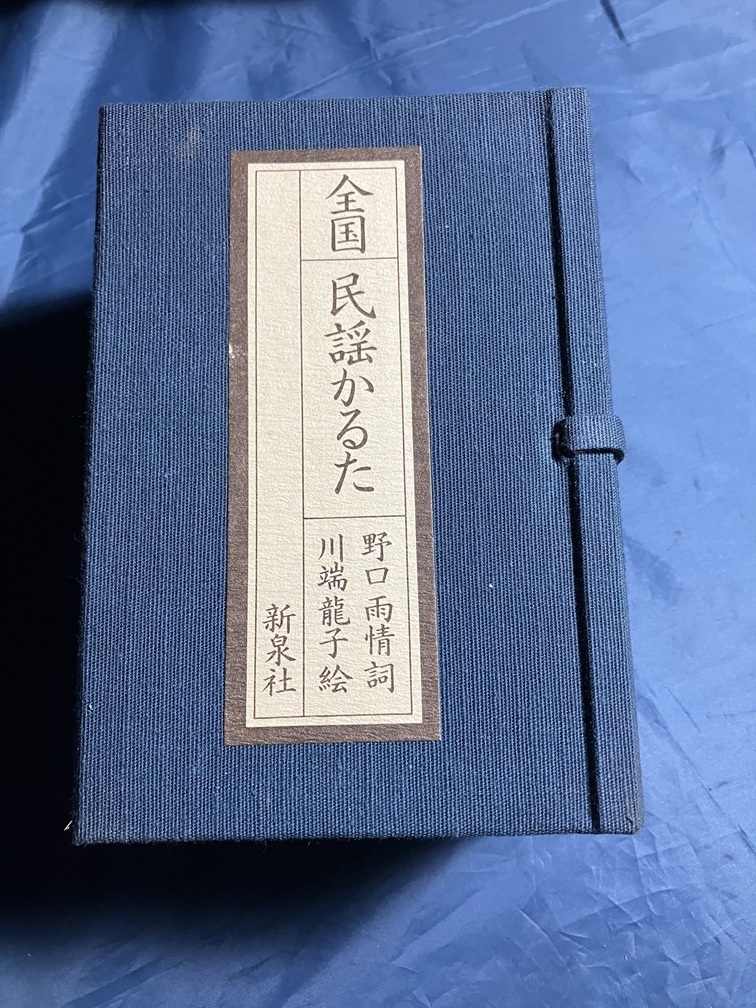 全国
民謡かるた
野口雨情詞
川端龍子絵
新泉社